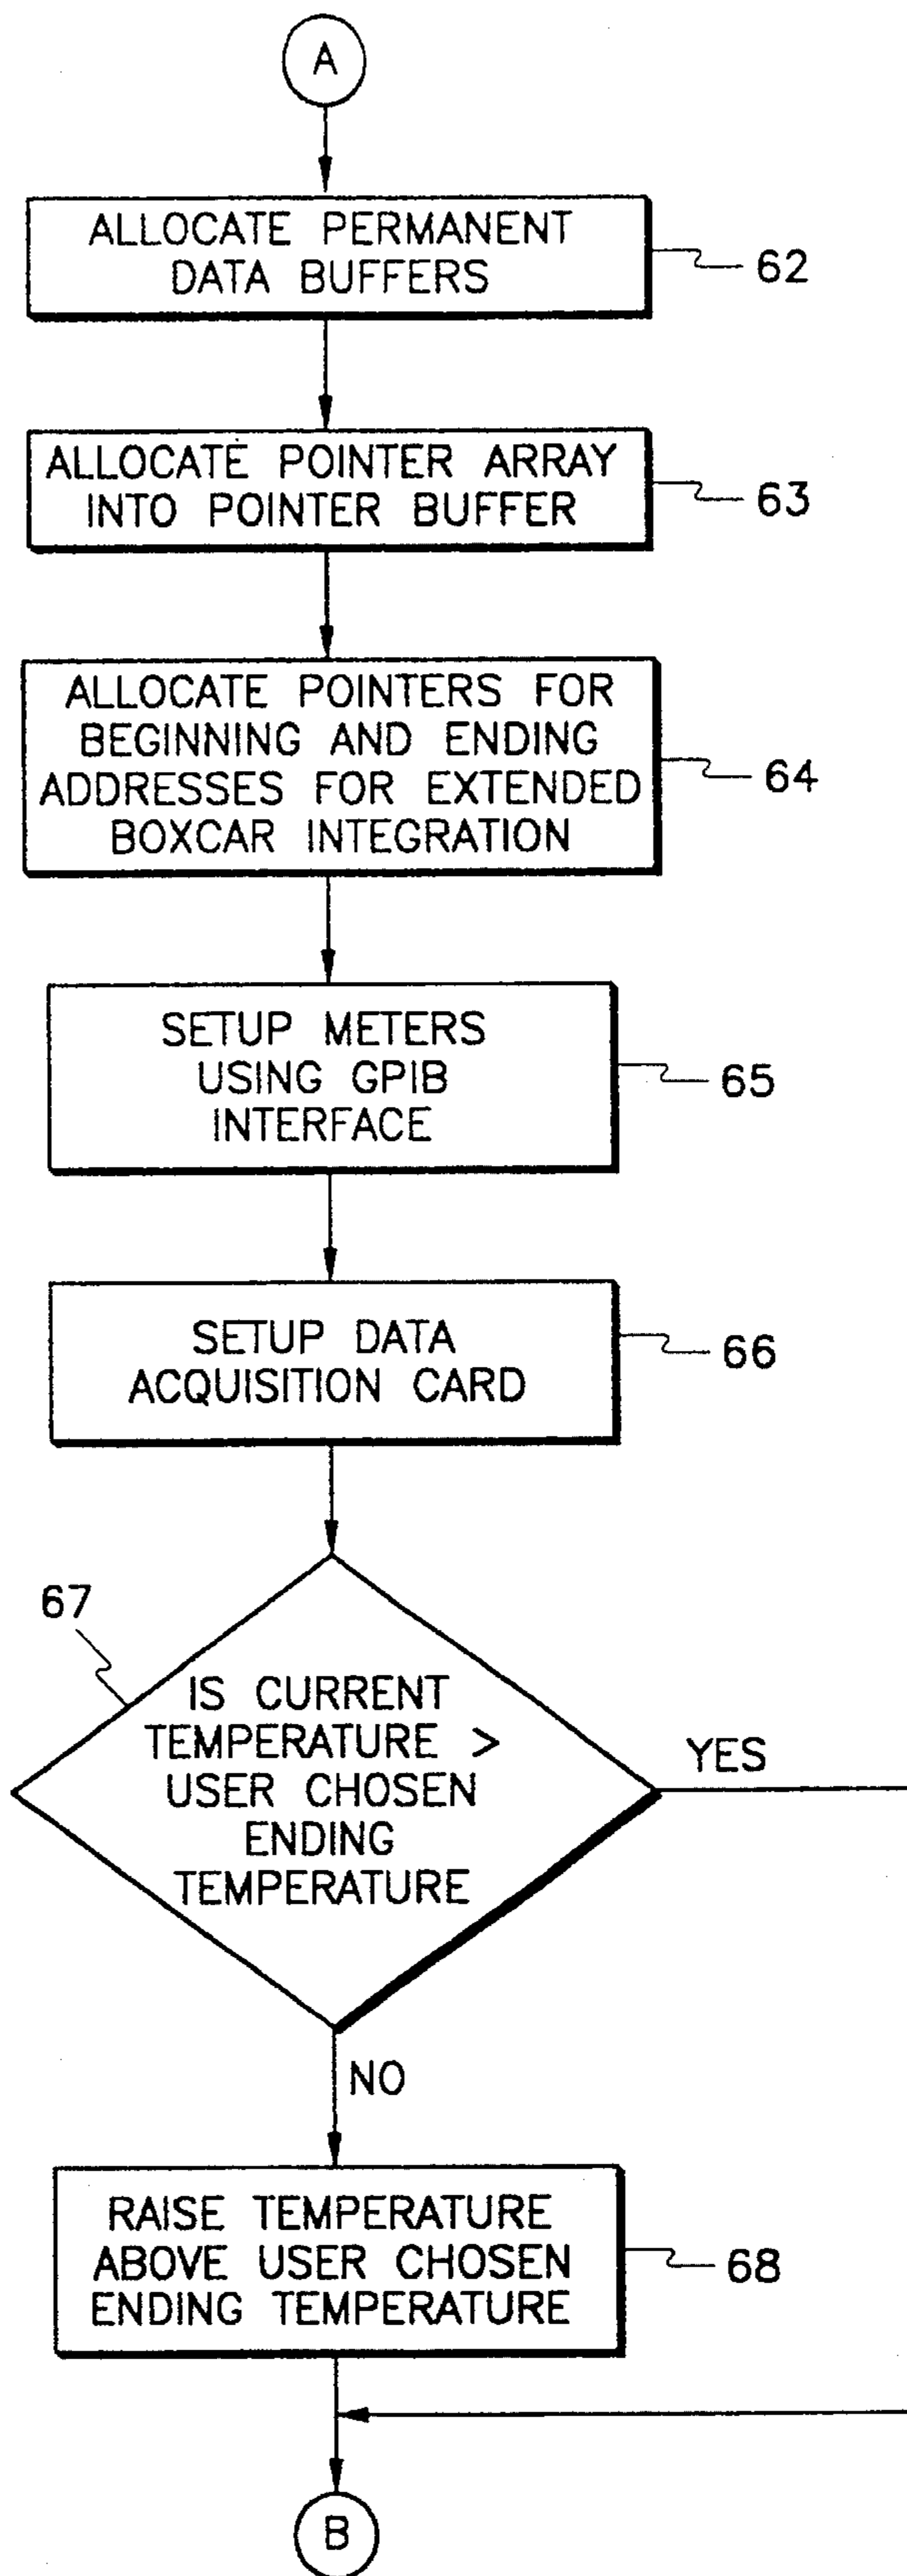 A
ALLOCATE PERMANENT
DATA BUFFERS
62
ALLOCATE POINTER ARRAY
INTO POINTER BUFFER
63
ALLOCATE POINTERS FOR
BEGINNING AND ENDING
ADDRESSES FOR EXTENDED
BOXCAR INTEGRATION
64
SETUP METERS
USING GPIB
INTERFACE
65
SETUP DATA
ACQUISITION CARD
66
67
IS CURRENT
TEMPERATURE >
USER CHOSEN
ENDING
TEMPERATURE
YES
NO
RAISE TEMPERATURE
ABOVE USER CHOSEN
ENDING TEMPERATURE
68
B